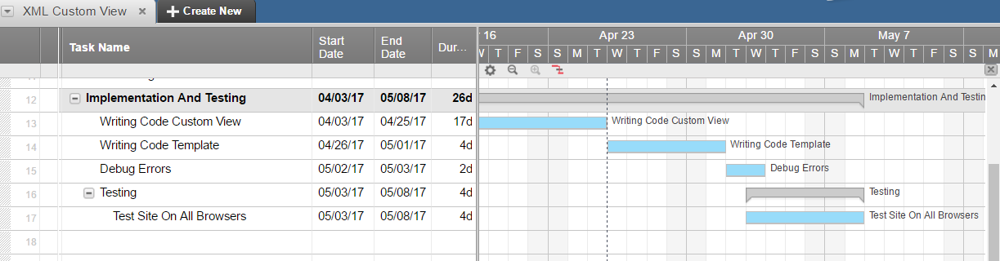 XML Custom View × + Create New
Task Name Start Date End Date Dur... 16 Apr 23 Apr 30 May 7
W T F S S M T W T F S S M T W T F S S M T W T F S S M
12 Implementation And Testing 04/03/17 05/08/17 26d Implementation And Testin
13 Writing Code Custom View 04/03/17 04/25/17 17d Writing Code Custom View
14 Writing Code Template 04/26/17 05/01/17 4d Writing Code Template
15 Debug Errors 05/02/17 05/03/17 2d Debug Errors
16 Testing 05/03/17 05/08/17 4d Testing
17 Test Site On All Browsers 05/03/17 05/08/17 4d Test Site On All Browsers
18